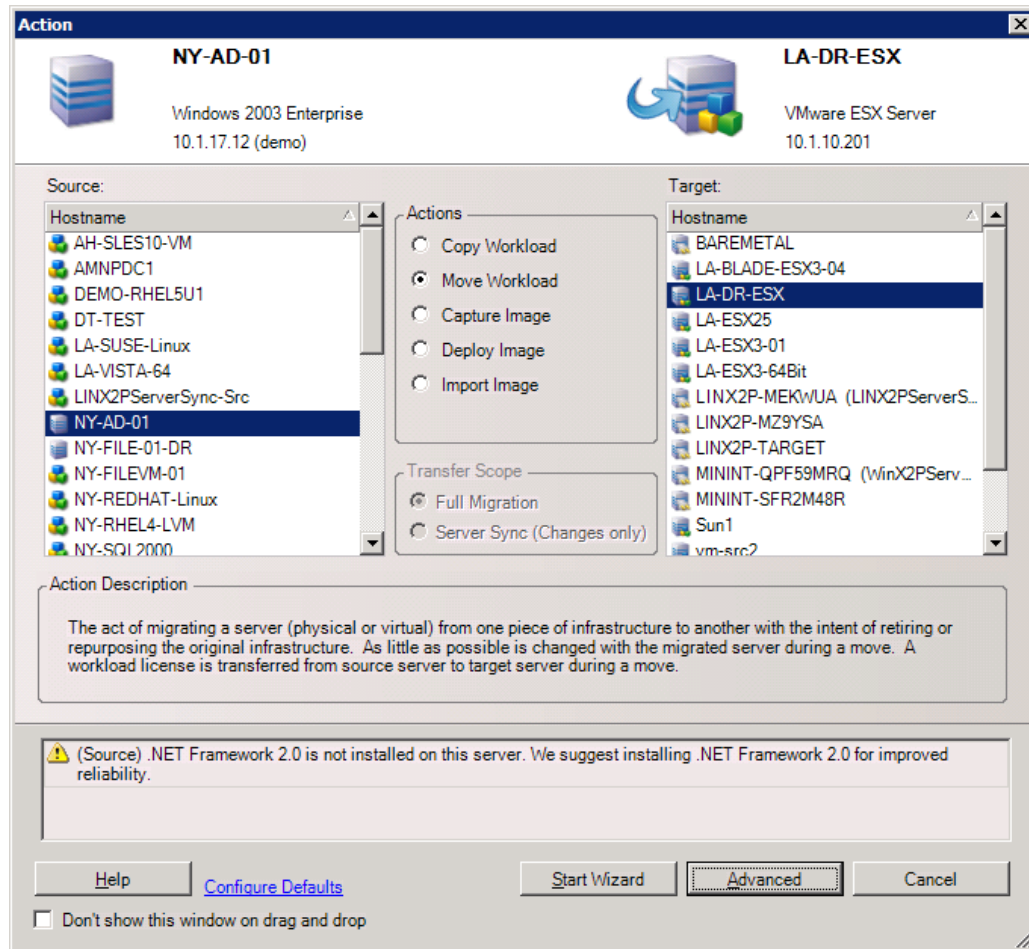 Action
NY-AD-01
Windows 2003 Enterprise
10.1.17.12 (demo)
LA-DR-ESX
VMware ESX Server
10.1.10.201
Source:
Hostname
AH-SLES10-VM
AMNPDC1
DEMO-RHEL5U1
DT-TEST
LA-SUSE-Linux
LA-VISTA-64
LINX2PServerSync-Src
NY-AD-01
NY-FILE-01-DR
NY-FILEVM-01
NY-REDHAT-Linux
NY-RHEL4-LVM
NY-SQL2000
Actions
Copy Workload
Move Workload
Capture Image
Deploy Image
Import Image
Transfer Scope
Full Migration
Server Sync (Changes only)
Target:
Hostname
BAREMETAL
LA-BLADE-ESX3-04
LA-DR-ESX
LA-ESX25
LA-ESX3-01
LA-ESX3-64Bit
LINX2P-MEKWUA (LINX2PServerS...
LINX2P-MZ9YSA
LINX2P-TARGET
MININT-QPF59MRQ (WinX2PServ...
MININT-SFR2M48R
Sun1
vm-src2
Action Description
The act of migrating a server (physical or virtual) from one piece of infrastructure to another with the intent of retiring or
repurposing the original infrastructure. As little as possible is changed with the migrated server during a move. A
workload license is transferred from source server to target server during a move.
(Source) .NET Framework 2.0 is not installed on this server. We suggest installing .NET Framework 2.0 for improved
reliability.
Help
Configure Defaults
Start Wizard
Advanced
Cancel
Don't show this window on drag and drop